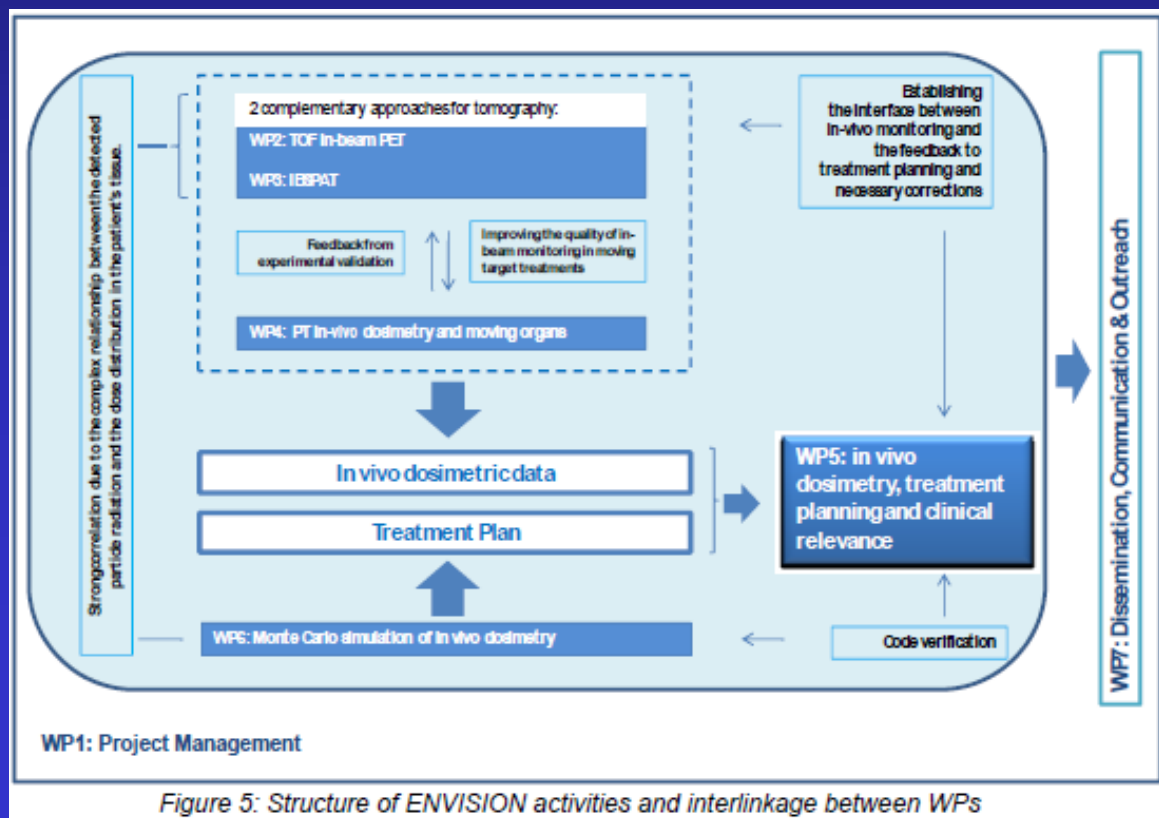 Strong correlation due to the complex relationship between the detected
particle radiation and the dose distribution in the patient's tissue.
2 complementary approaches for tomography:
WP2: TOF in-beam PET
WP3: IBSPAT
Feedback from
experimental validation
Improving the quality of in-
beam monitoring in moving
target treatments
WP4: PT in-vivo dosimetry and moving organs
Establishing
the interface between
in-vivo monitoring and
the feedback to
treatment planning and
necessary corrections
In vivo dosimetric data
Treatment Plan
WP5: in vivo
dosimetry, treatment
planning and clinical
relevance
WP6: Monte Carlo simulation of in vivo dosimetry
Code verification
WP7: Dissemination, Communication & Outreach
WP1: Project Management
Figure 5: Structure of ENVISION activities and interlinkage between WPs